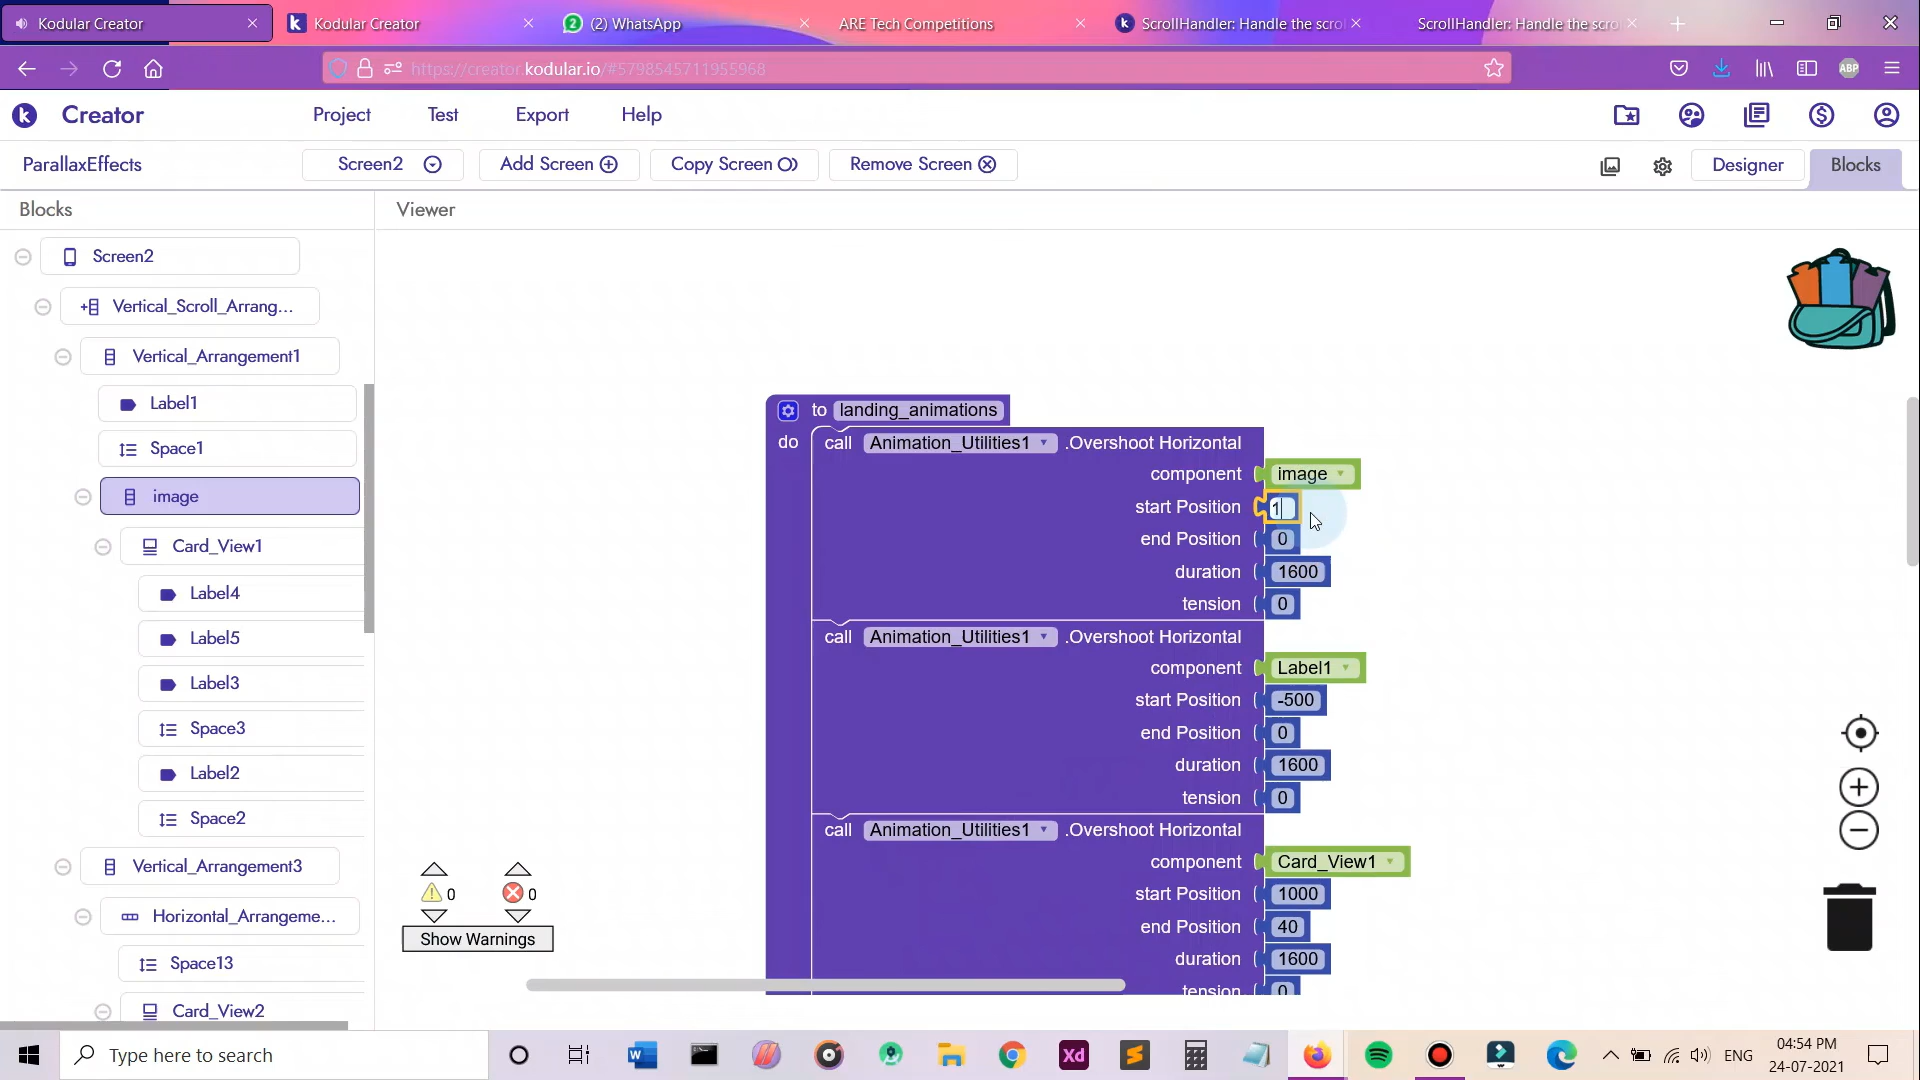 Kodular Creator
Kodular Creator
(2) WhatsApp
ARE Tech Competitions
ScrollHandler: Handle the scro
ScrollHandler: Handle the scro
https://creator.kodular.io/#5798545711955968
ABP
k
Creator
Project
Test
Export
Help
ParallaxEffects
Screen2
Add Screen
Copy Screen
Remove Screen
Designer
Blocks
Blocks
Viewer
Screen2
Vertical_Scroll_Arrang...
Vertical_Arrangement1
Label1
Space1
image
Card_View1
Label4
Label5
Label3
Space3
Label2
Space2
Vertical_Arrangement3
Horizontal_Arrangeme...
Space13
Card_View2
to landing_animations
do call Animation_Utilities1 .Overshoot Horizontal
component image
start Position 1
end Position 0
duration 1600
tension 0
call Animation_Utilities1 .Overshoot Horizontal
component Label1
start Position -500
end Position 0
duration 1600
tension 0
call Animation_Utilities1 .Overshoot Horizontal
component Card_View1
start Position 1000
end Position 40
duration 1600
tension 0
0 0
Show Warnings
Type here to search
Xd
ENG
04:54 PM
24-07-2021